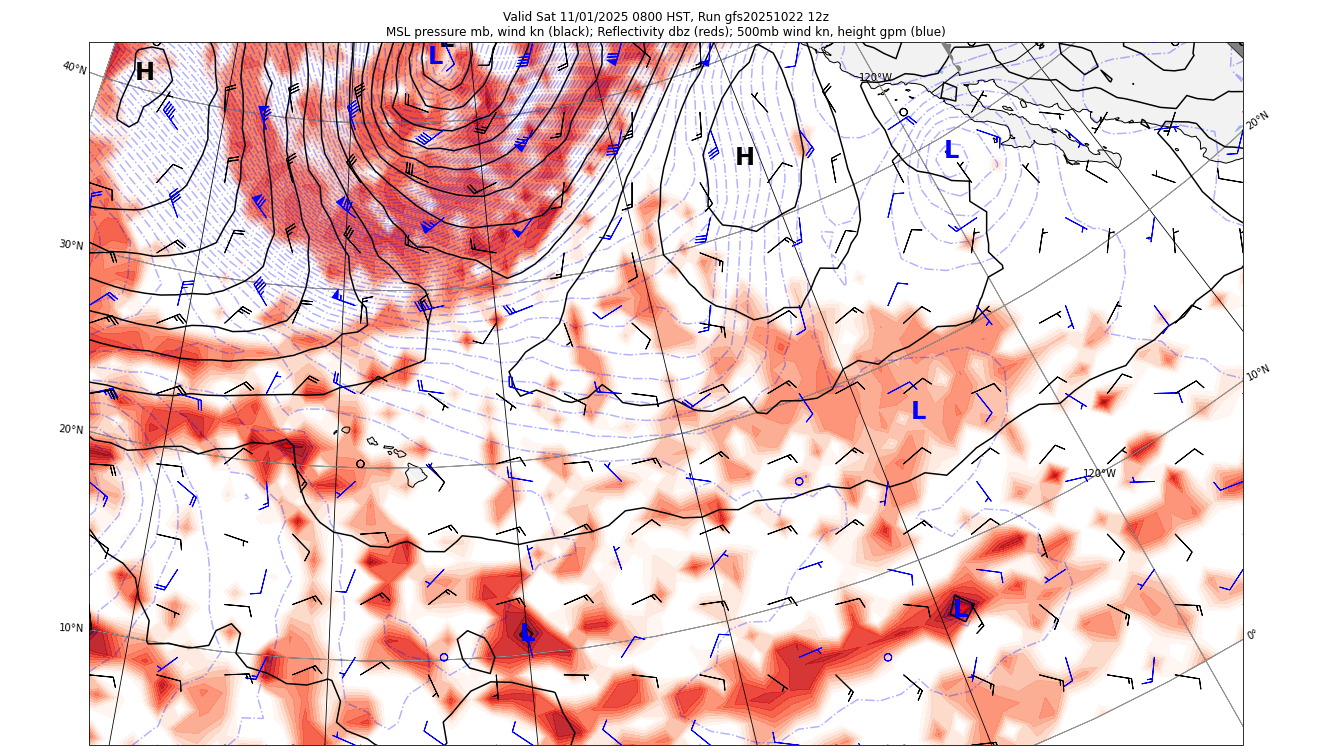 Valid Sat 11/01/2025 0800 HST, Run gfs20251022 12z
MSL pressure mb, wind kn (black); Reflectivity dbz (reds); 500mb wind kn, height gpm (blue)
L
H
40°N
120°W
20°N
L
H
30°N
10°N
L
20°N
120°W
L
10°N
L
0°